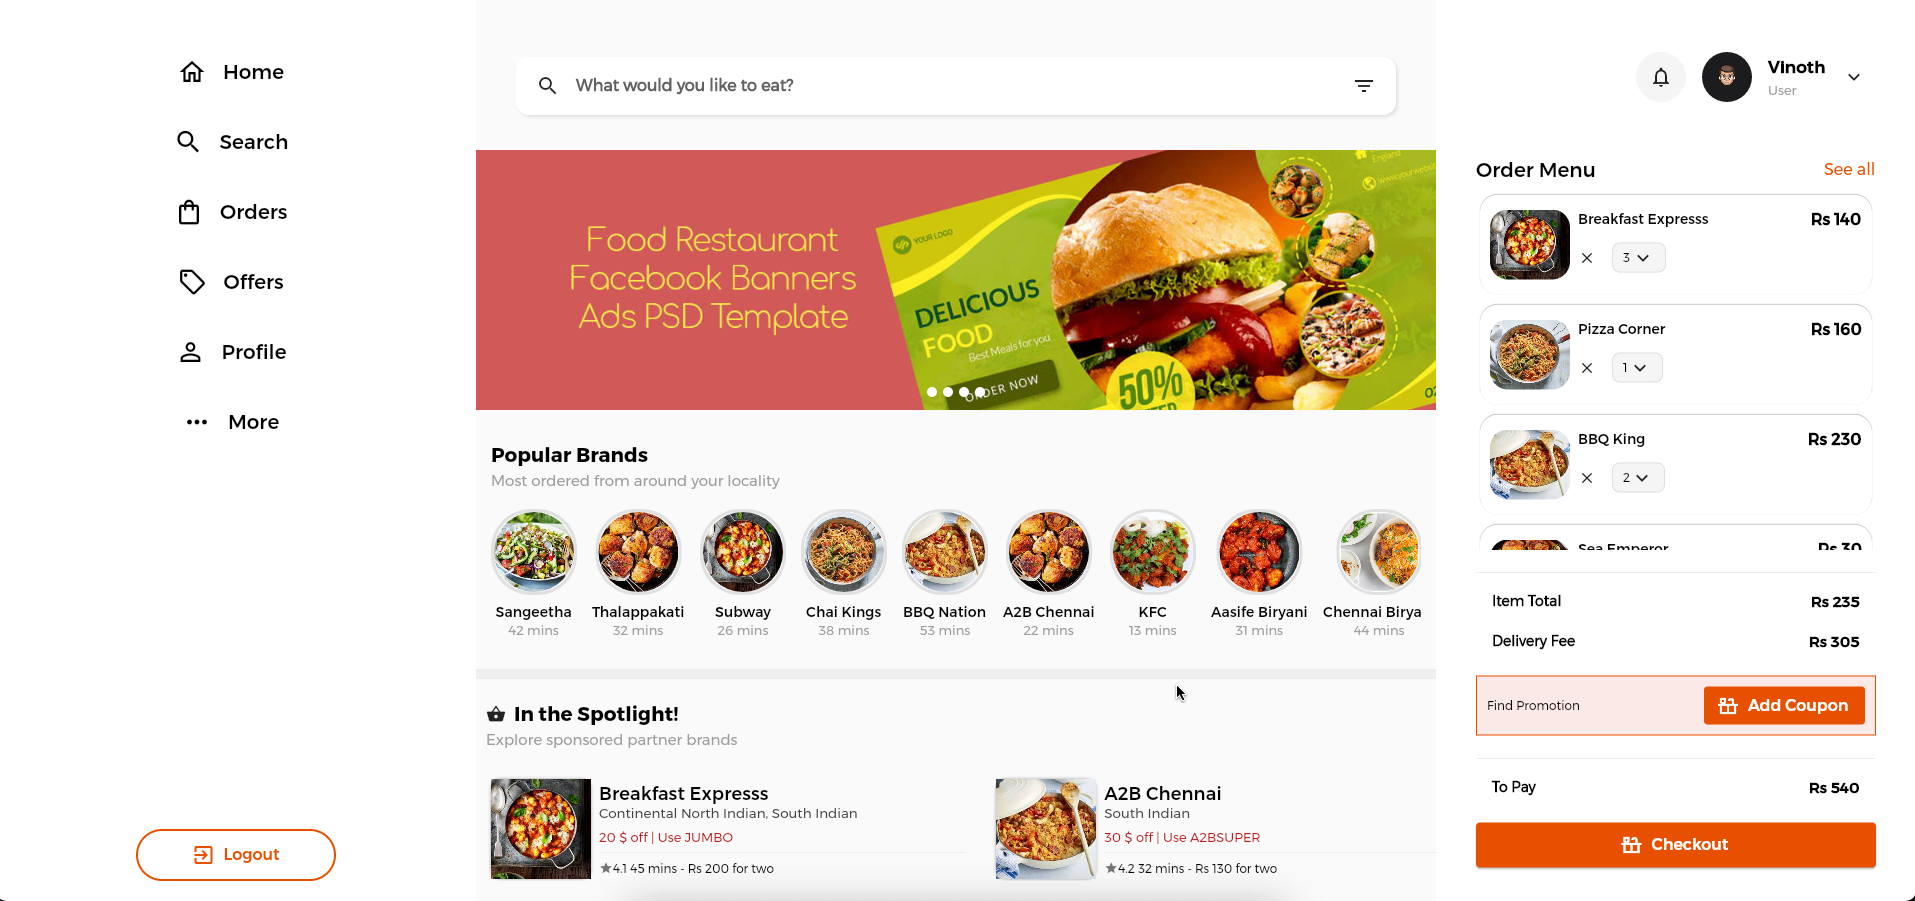 Home
Search
Orders
Offers
Profile
More
Logout
What would you like to eat?
Food Restaurant
Facebook Banners
Ads PSD Template
YOUR LOGO
DELICIOUS
FOOD
Best Meals for you
ORDER NOW
50%
England
Popular Brands
Most ordered from around your locality
Sangeetha
42 mins
Thalappakati
32 mins
Subway
26 mins
Chai Kings
38 mins
BBQ Nation
53 mins
A2B Chennai
22 mins
KFC
13 mins
Aasife Biryani
31 mins
Chennai Birya
44 mins
In the Spotlight!
Explore sponsored partner brands
Breakfast Expresss
Continental North Indian, South Indian
20 $ off | Use JUMBO
4.1 45 mins - Rs 200 for two
A2B Chennai
South Indian
30 $ off | Use A2BSUPER
4.2 32 mins - Rs 130 for two
Vinoth
User
Order Menu
See all
Breakfast Expresss
Rs 140
3
Pizza Corner
Rs 160
1
BBQ King
Rs 230
2
Sea Emperor
Rs 30
Item Total
Rs 235
Delivery Fee
Rs 305
Find Promotion
Add Coupon
To Pay
Rs 540
Checkout